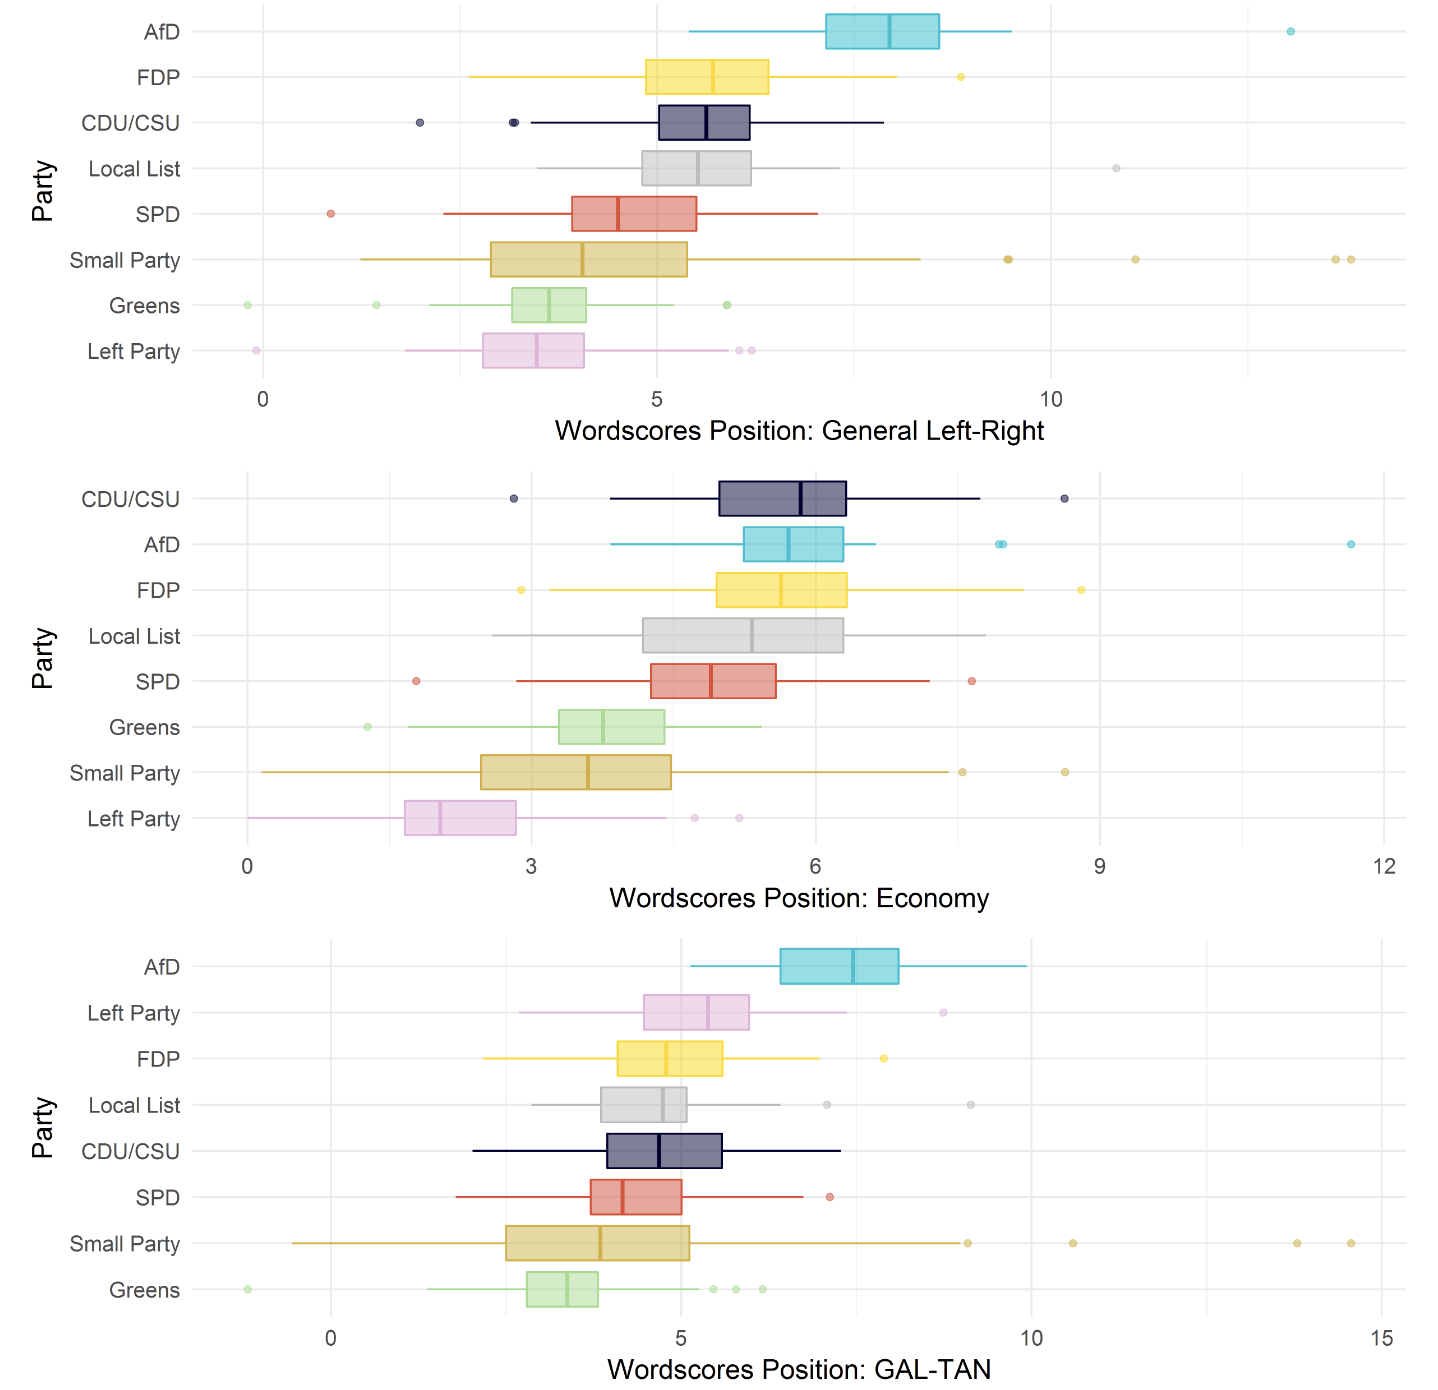 AfD
FDP
CDU/CSU
Local List
SPD
Small Party
Greens
Left Party
Party
0 5 10
Wordscores Position: General Left-Right
CDU/CSU
AfD
FDP
Local List
SPD
Greens
Small Party
Left Party
Party
0 3 6 9 12
Wordscores Position: Economy
AfD
Left Party
FDP
Local List
CDU/CSU
SPD
Small Party
Greens
Party
0 5 10 15
Wordscores Position: GAL-TAN